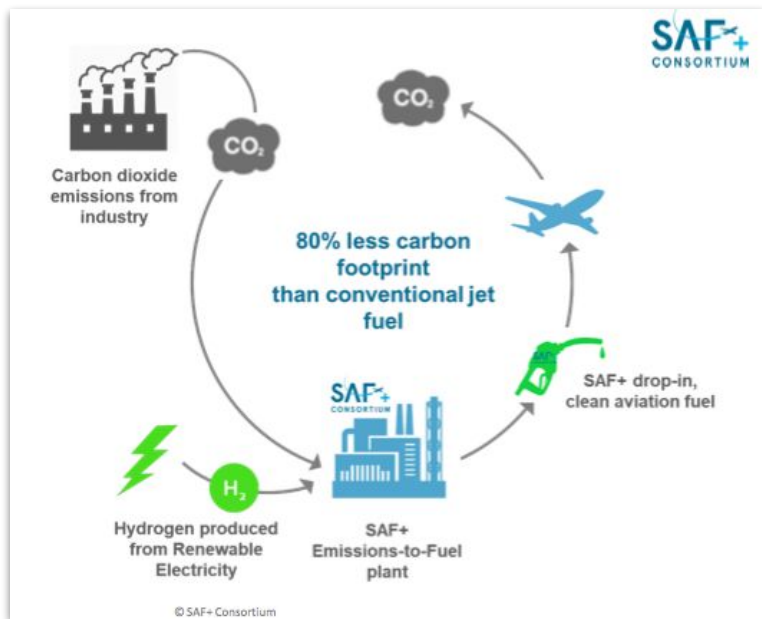 SAF+
CONSORTIUM
CO₂
CO₂
Carbon dioxide
emissions from
industry
80% less carbon
footprint
than conventional jet
fuel
SAF+ drop-in,
clean aviation fuel
SAF+
CONSORTIUM
H₂
Hydrogen produced
from Renewable
Electricity
SAF+
Emissions-to-Fuel
plant
© SAF+ Consortium